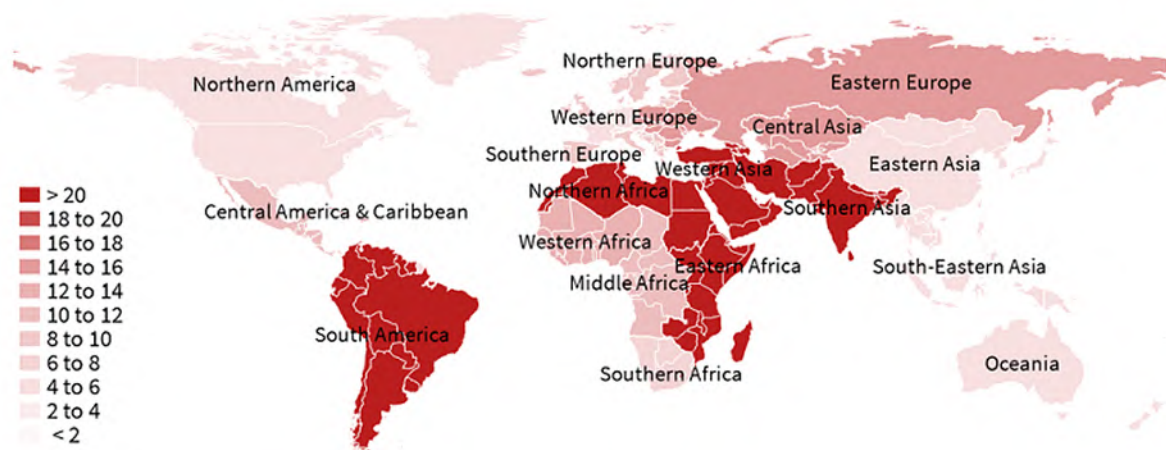 Northern Europe
Northern America
Eastern Europe
Western Europe
Central Asia
Southern Europe
Western Asia
Eastern Asia
Northern Africa
Central America & Caribbean
Southern Asia
Western Africa
Eastern Africa
South-Eastern Asia
Middle Africa
South America
Southern Africa
Oceania
> 20
18 to 20
16 to 18
14 to 16
12 to 14
10 to 12
8 to 10
6 to 8
4 to 6
2 to 4
< 2